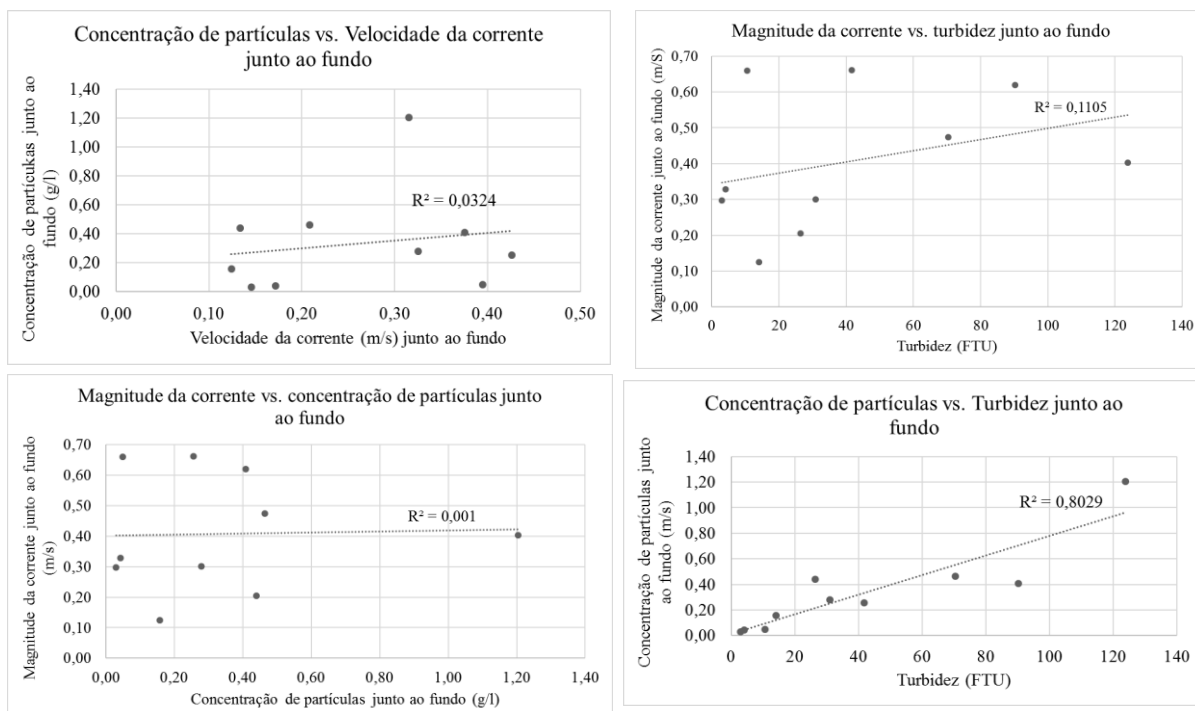 Concentração de partículas vs. Velocidade da corrente
junto ao fundo
Concentração de partícukas junto ao
fundo (g/l)
1,40
1,20
1,00
0,80
0,60
0,40
0,20
0,00
R² = 0,0324
0,00 0,10 0,20 0,30 0,40 0,50
Velocidade da corrente (m/s) junto ao fundo
Magnitude da corrente vs. turbidez junto ao fundo
Magnitude da corrente junto ao fundo (m/S)
0,70
0,60
0,50
0,40
0,30
0,20
0,10
0,00
R² = 0,1105
0 20 40 60 80 100 120 140
Turbidez (FTU)
Magnitude da corrente vs. concentração de partículas junto
ao fundo
Magnitude da corrente junto ao fundo
(m/s)
0,70
0,60
0,50
0,40
0,30
0,20
0,10
0,00
R² = 0,001
0,00 0,20 0,40 0,60 0,80 1,00 1,20 1,40
Concentração de partículas junto ao fundo (g/l)
Concentração de partículas vs. Turbidez junto ao
fundo
Concentração de partículas junto
ao fundo (m/s)
1,40
1,20
1,00
0,80
0,60
0,40
0,20
0,00
R² = 0,8029
0 20 40 60 80 100 120 140
Turbidez (FTU)